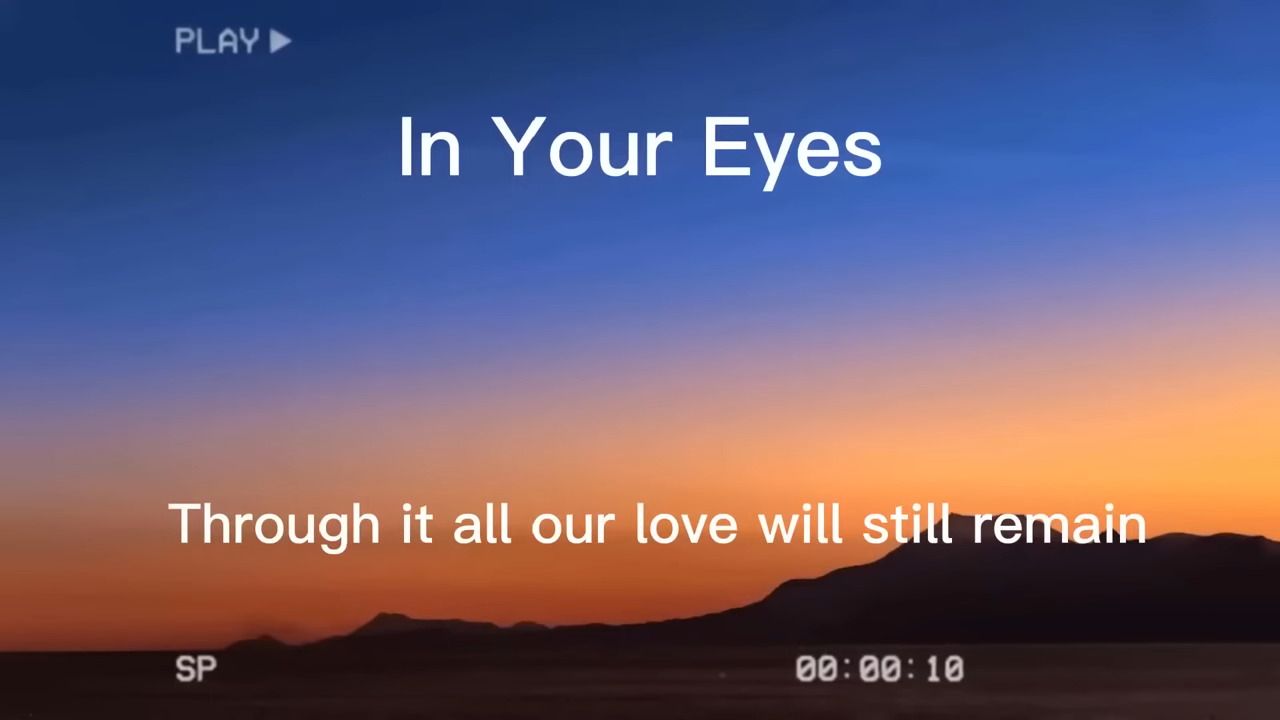 PLAY ▶
In Your Eyes
Through it all our love will still remain
SP
00:00:10